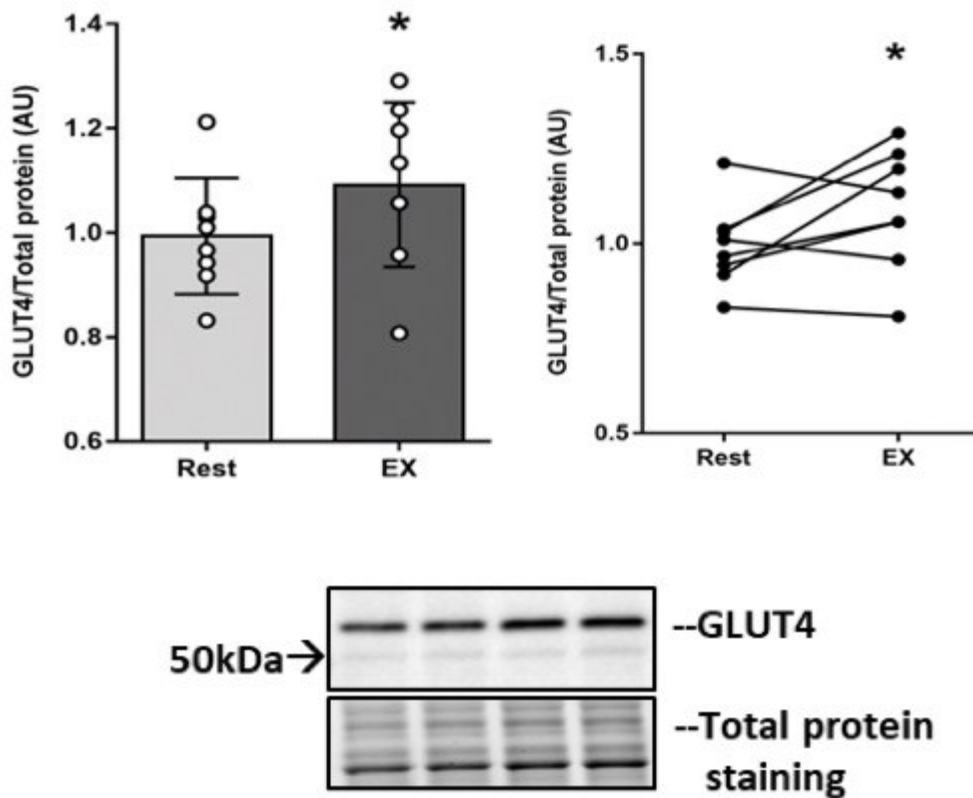 *
1.4
1.2
1.0
0.8
0.6
GLUT4/Total protein (AU)
Rest EX
*
1.5
1.0
0.5
GLUT4/Total protein (AU)
Rest EX
--GLUT4
50kDa→
--Total protein
staining